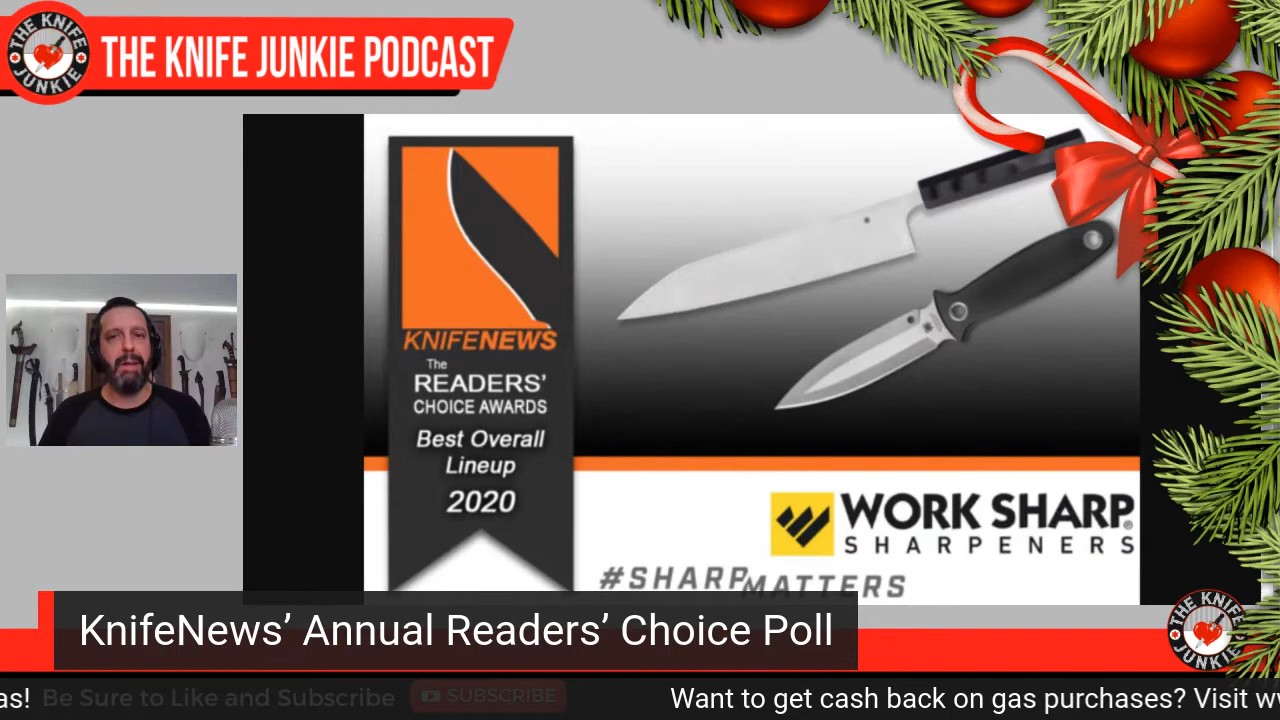 THE KNIFE JUNKIE
THE KNIFE JUNKIE PODCAST
KNIFENEWS
The
READERS'
CHOICE AWARDS
Best Overall
Lineup
2020
WORK SHARP®
SHARPENERS
#SHARPMATTERS
KnifeNews’ Annual Readers’ Choice Poll
THE KNIFE JUNKIE
as! Be Sure to Like and Subscribe SUBSCRIBE Want to get cash back on gas purchases? Visit